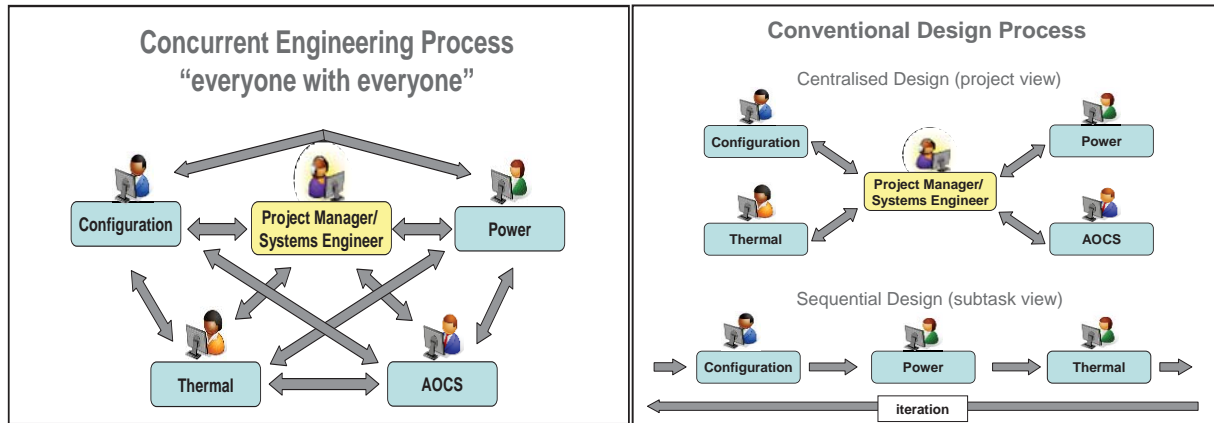 Concurrent Engineering Process
“everyone with everyone”
Configuration
Project Manager/
Systems Engineer
Power
Thermal
AOCS
Conventional Design Process
Centralised Design (project view)
Configuration
Power
Project Manager/
Systems Engineer
Thermal
AOCS
Sequential Design (subtask view)
Configuration
Power
Thermal
iteration